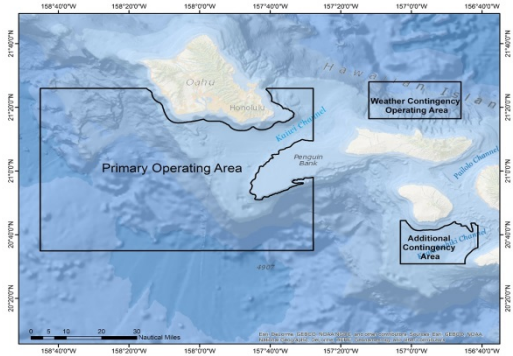 158°40'0"W 158°20'0"W 158°0'0"W 157°40'0"W 157°20'0"W 157°0'0"W 156°40'0"W
21°40'0"N
21°20'0"N
21°0'0"N
20°40'0"N
20°20'0"N
Oahu
Honolulu
Hawaiian Islan
Weather Contingency
Operating Area
Channel
Penguin
Bank
Primary Operating Area
Pailolo Channel
Additional
Contingency
Area
Channel
0 5 10 20 30
Nautical Miles